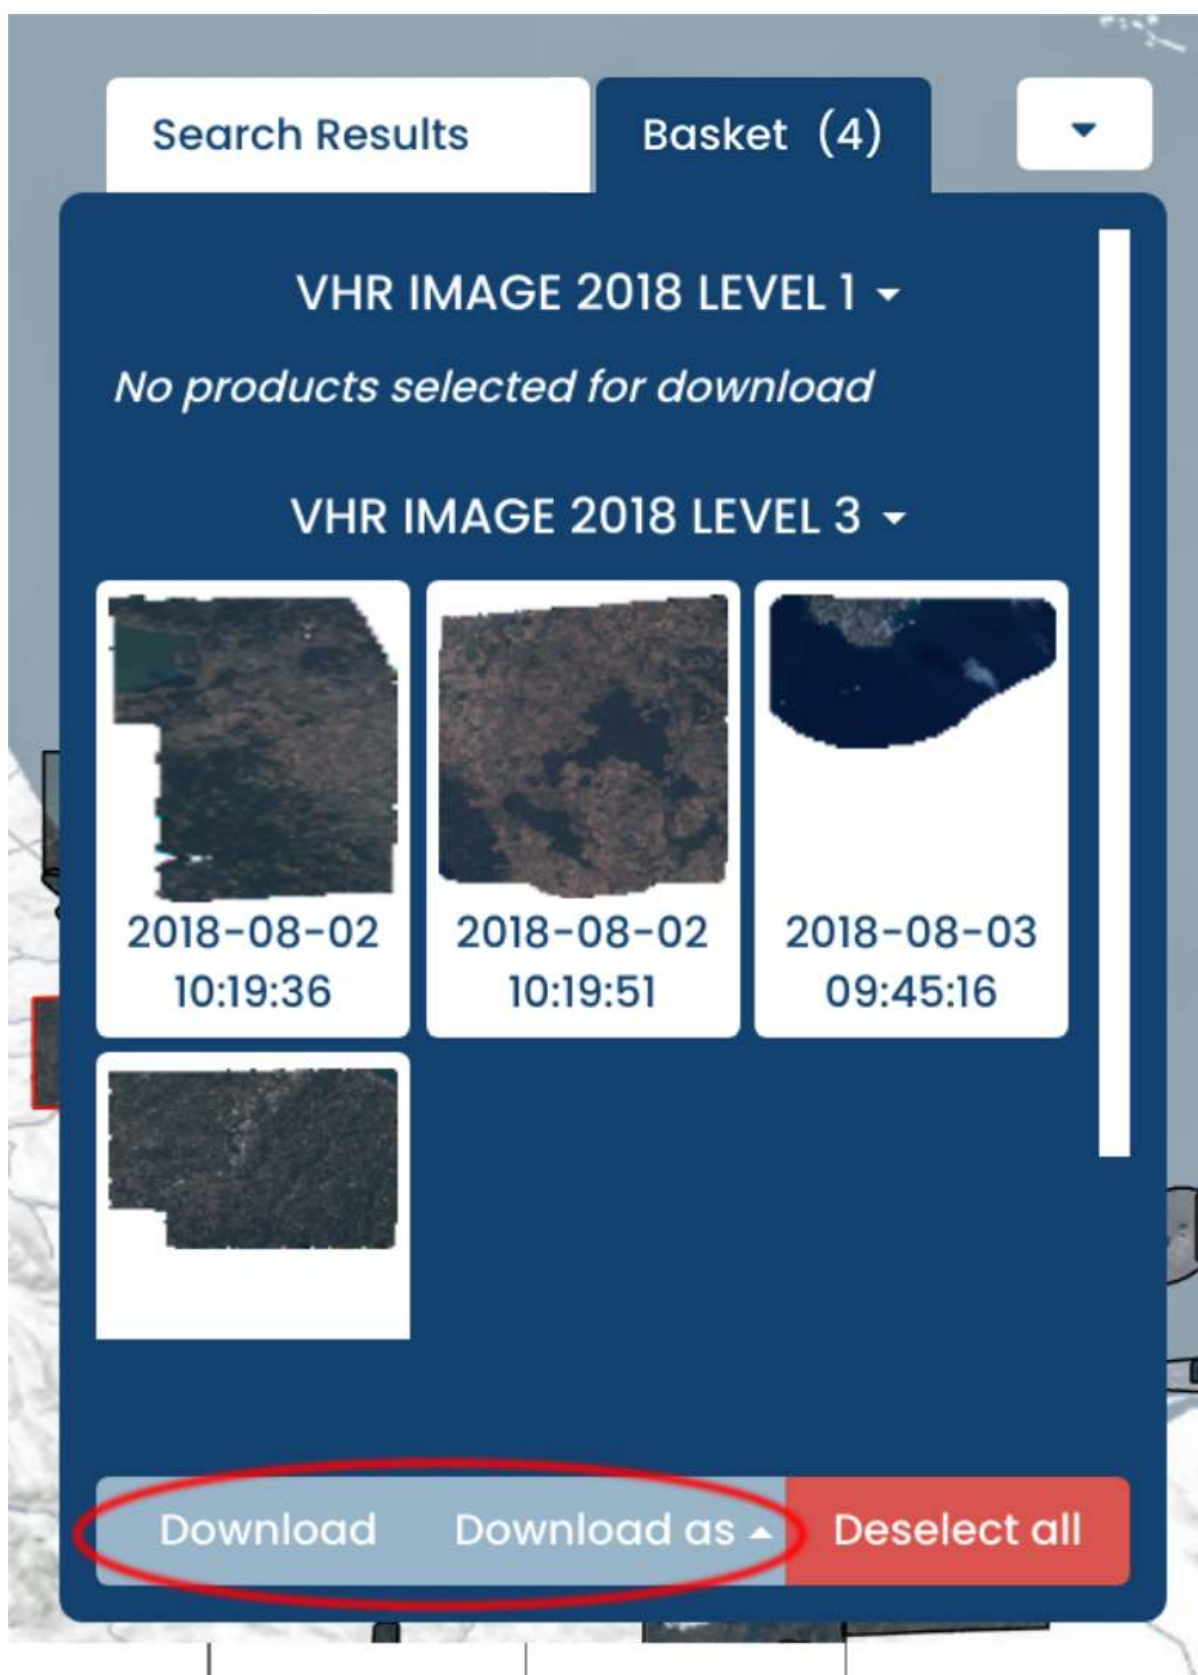 Search Results
Basket (4)
VHR IMAGE 2018 LEVEL 1
No products selected for download
VHR IMAGE 2018 LEVEL 3
2018-08-02 2018-08-02 2018-08-03
10:19:36 10:19:51 09:45:16
Download Download as Deselect all